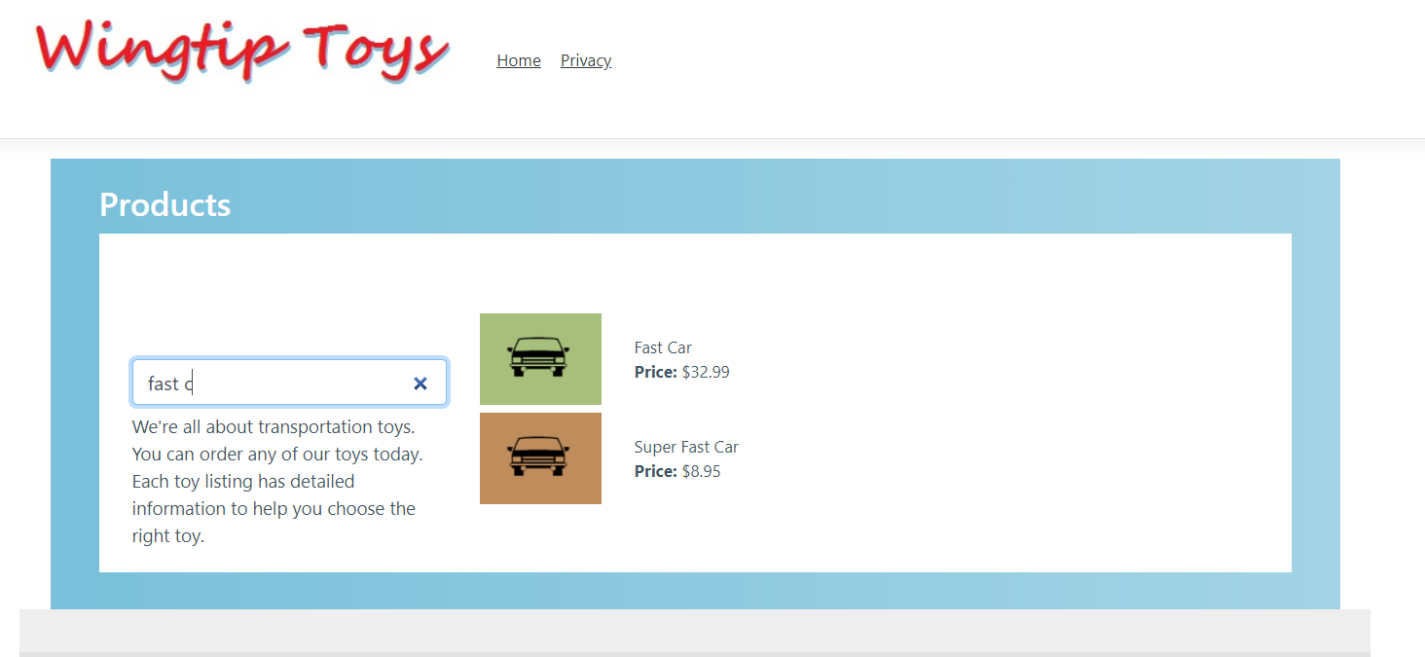 Wingtip Toys
Home Privacy
Products
fast c
We're all about transportation toys.
You can order any of our toys today.
Each toy listing has detailed
information to help you choose the
right toy.
Fast Car
Price: $32.99
Super Fast Car
Price: $8.95